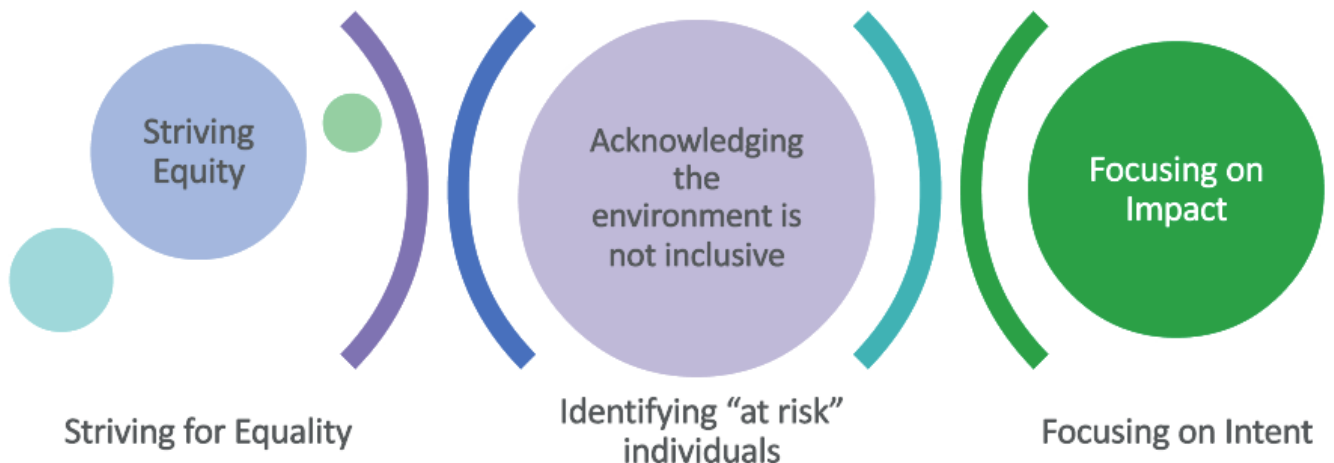 Striving
Equity
Acknowledging
the
environment is
not inclusive
Focusing on
Impact
Striving for Equality
Identifying “at risk”
individuals
Focusing on Intent